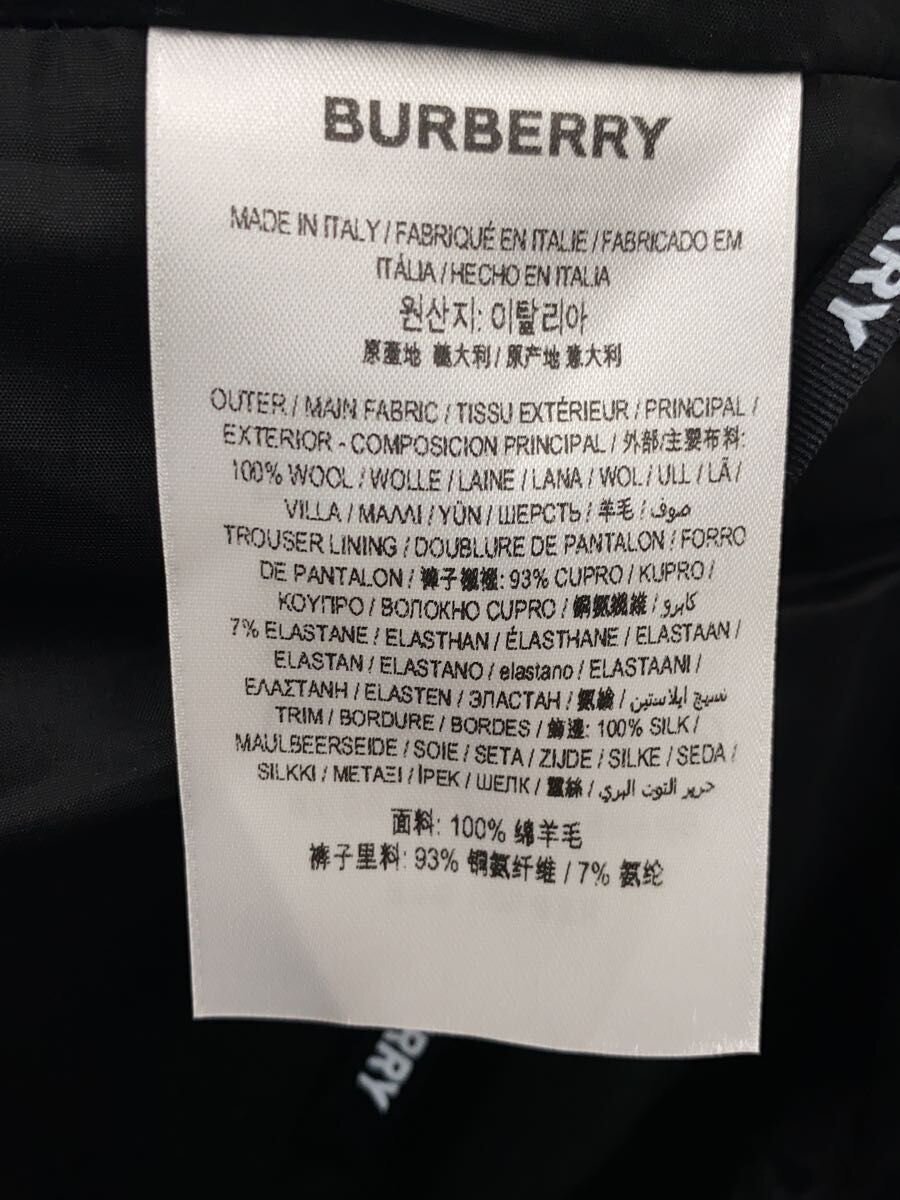 BURBERRY
MADE IN ITALY / FABRIQUÉ EN ITALIE / FABRICADO EM
ITÁLIA / HECHO EN ITALIA
원산지: 이탈리아
原產地 義大利 / 原产地 意大利
OUTER / MAIN FABRIC / TISSU EXTÉRIEUR / PRINCIPAL /
EXTERIOR - COMPOSICION PRINCIPAL / 外部/主要布料:
100% WOOL / WOLLE / LAINE / LANA / WOL / ULL / LÃ /
VILLA / ΜΑΛΛΙ / YÜN / ШЕРСТЬ / 羊毛 / صوف
TROUSER LINING / DOUBLURE DE PANTALON / FORRO
DE PANTALON / 褲子襯裡: 93% CUPRO / KUPRO /
ΚΟΥΠΡΟ / ВОЛОКНО CUPRO / 銅氨纖維 / كابرو
7% ELASTANE / ELASTHAN / ÉLASTHANE / ELASTAAN /
ELASTAN / ELASTANO / elastano / ELASTAANI /
ΕΛΑΣΤΑΝΗ / ELASTEN / ЭЛАСТАН / 氨綸 / نسيج ايلاستين
TRIM / BORDURE / BORDES / 飾邊: 100% SILK /
MAULBEERSEIDE / SOIE / SETA / ZIJDE / SILKE / SEDA /
SILKKI / ΜΕΤΑΞΙ / İPEK / ШЕЛК / 蠶絲 / حرير التوت البري
面料: 100% 绵羊毛
裤子里料: 93% 铜氨纤维 / 7% 氨纶
RRY
RRY